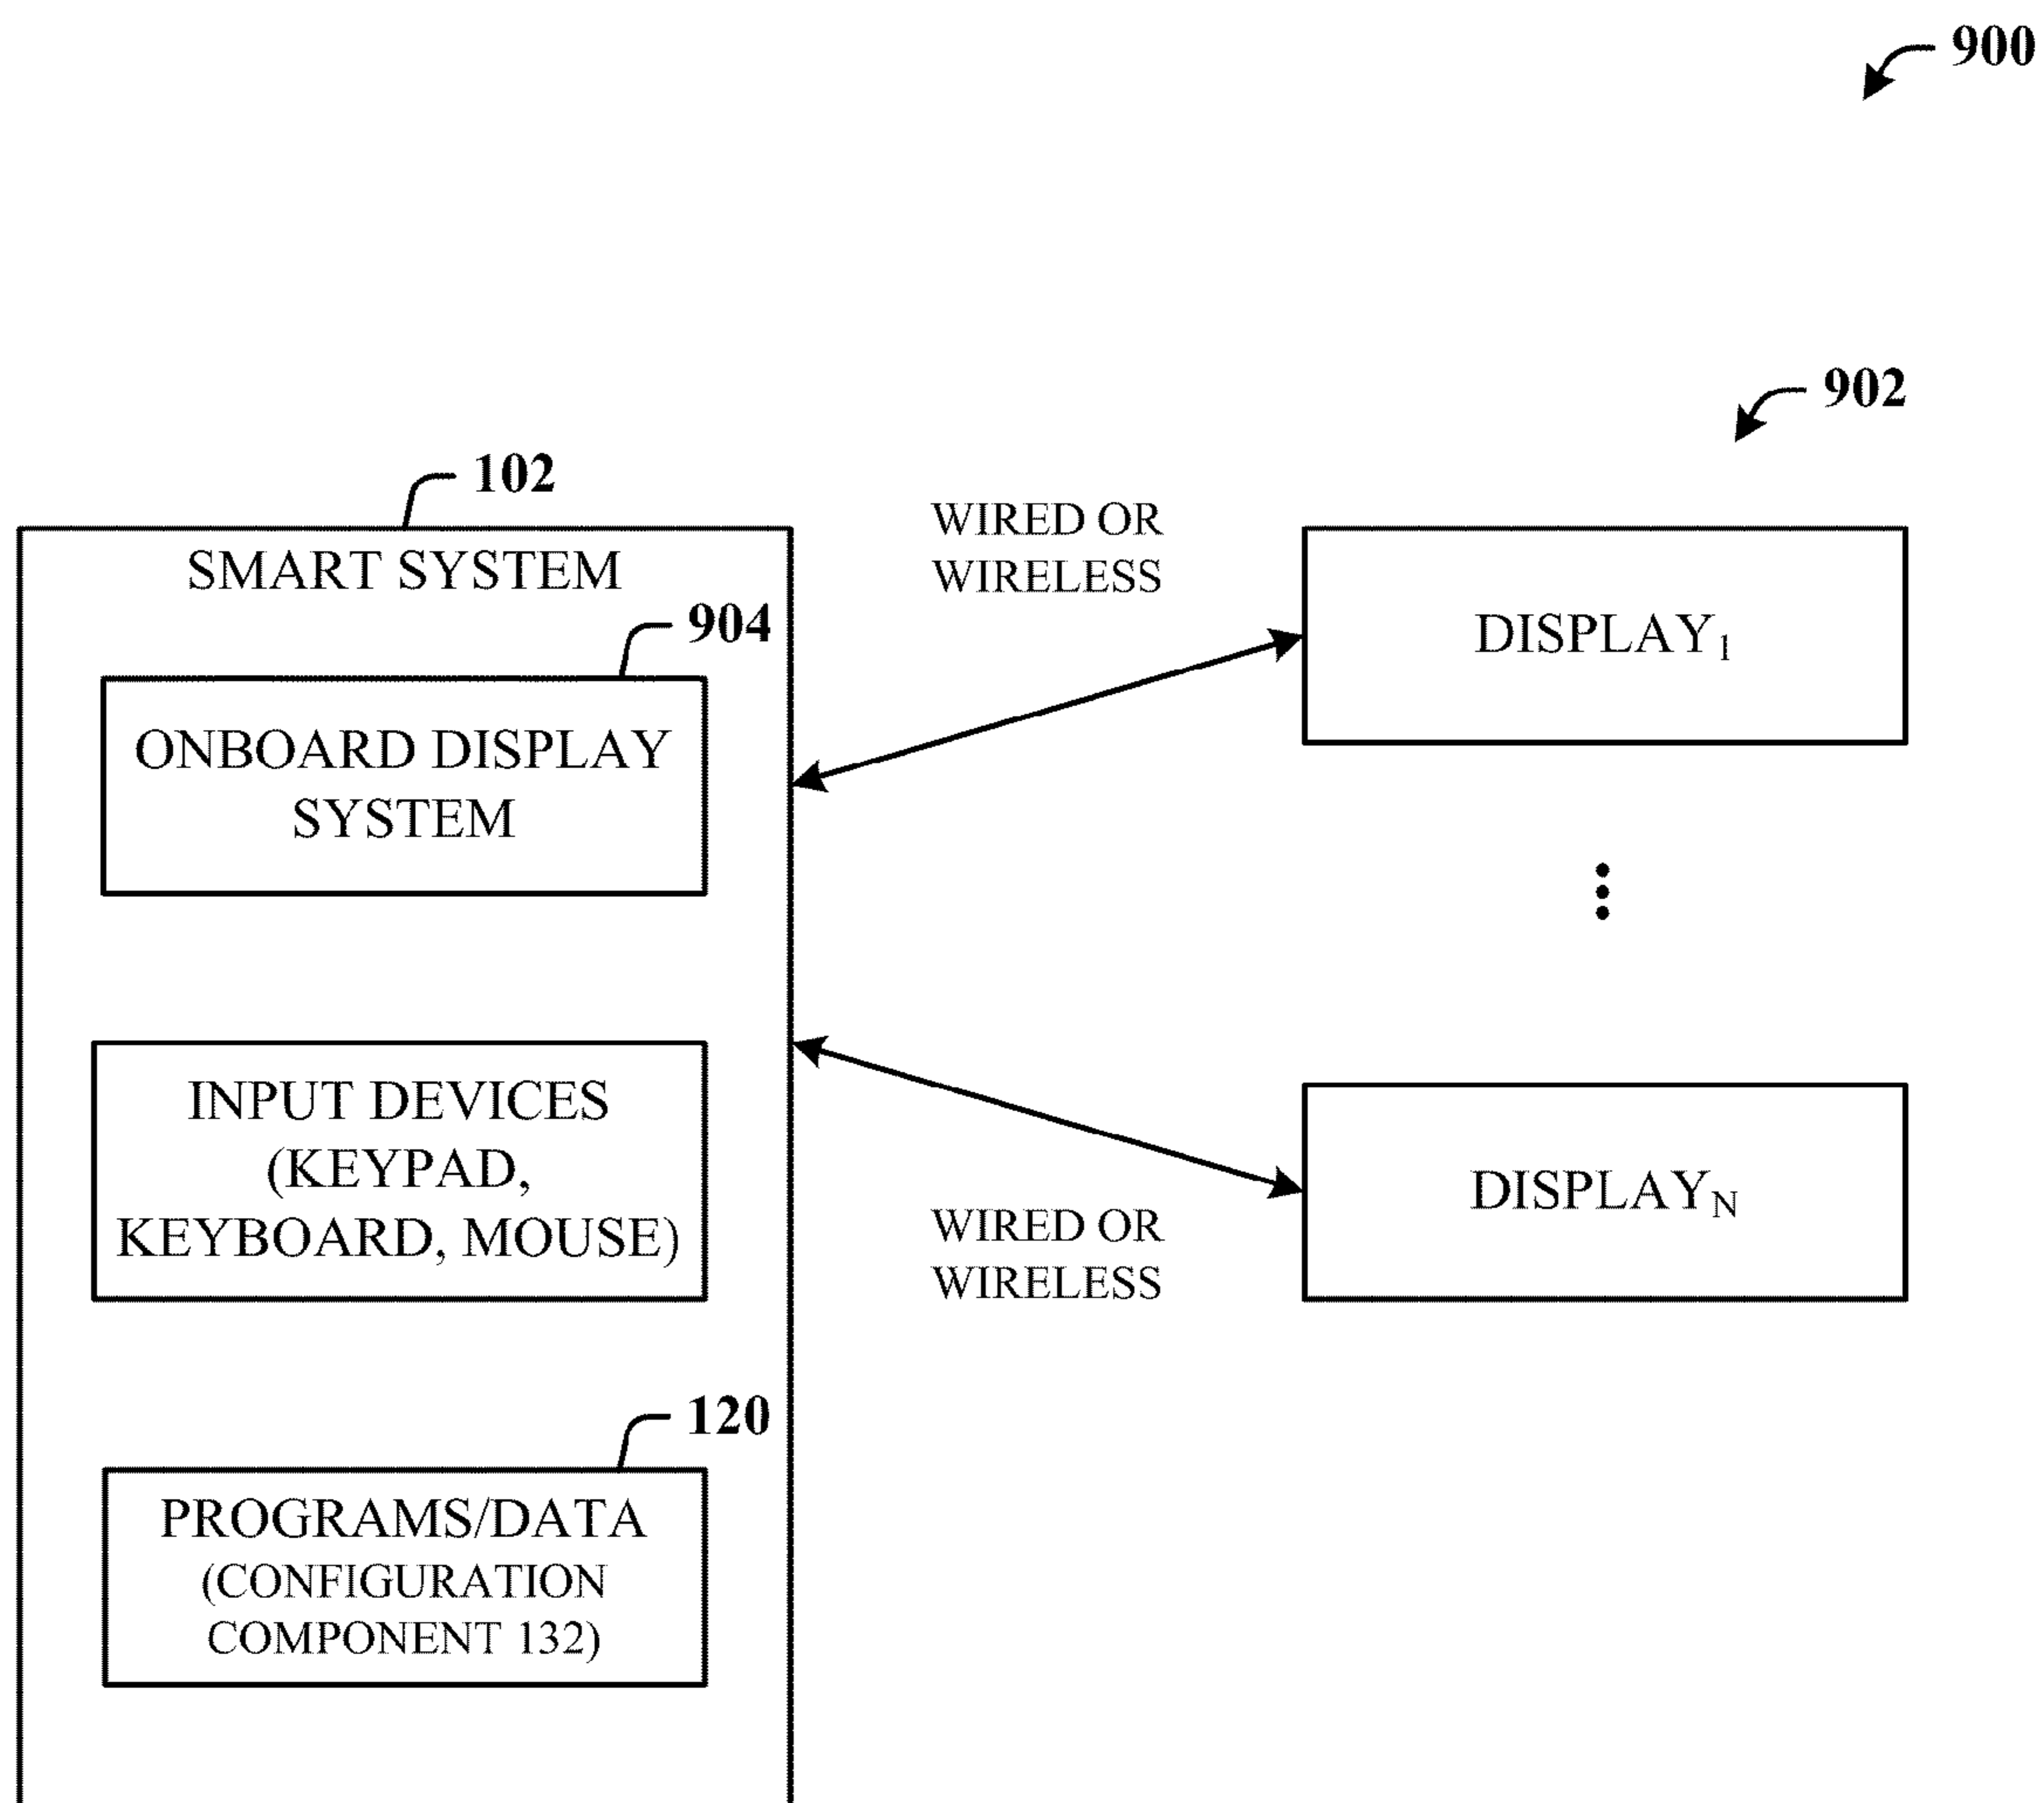 900
902
102
SMART SYSTEM
904
ONBOARD DISPLAY
SYSTEM
INPUT DEVICES
(KEYPAD,
KEYBOARD, MOUSE)
120
PROGRAMS/DATA
(CONFIGURATION
COMPONENT 132)
WIRED OR
WIRELESS
DISPLAY₁
WIRED OR
WIRELESS
DISPLAY_N